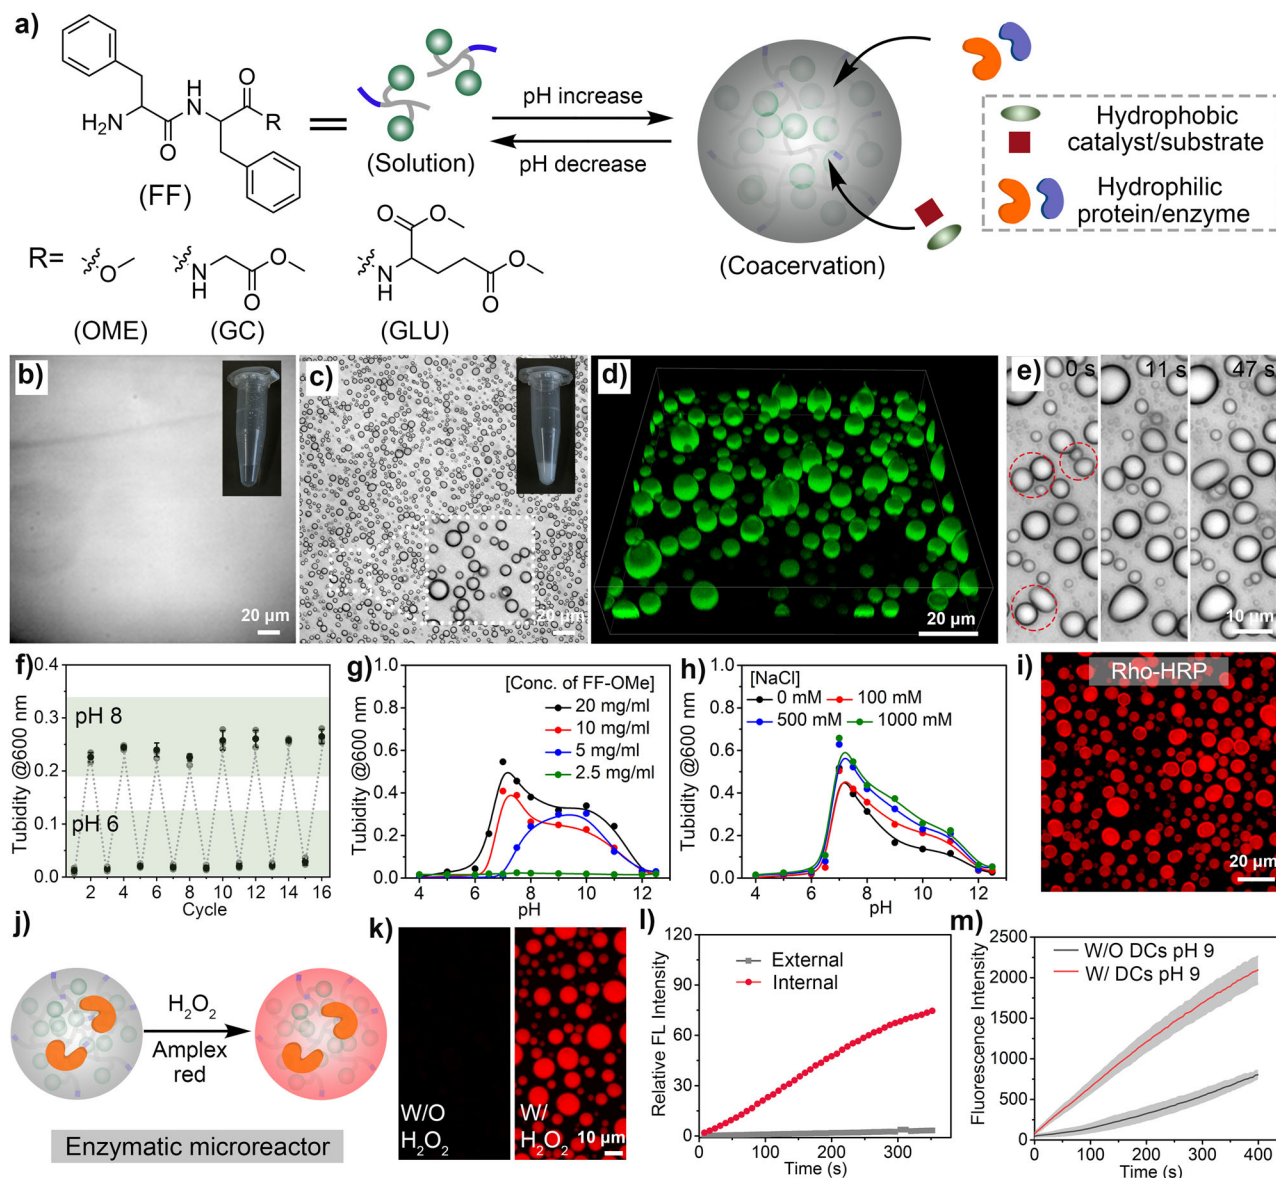 a)
H₂N
O
H
N
O
R
(FF)
(Solution)
pH increase
pH decrease
(Coacervation)
Hydrophobic
catalyst/substrate
Hydrophilic
protein/enzyme
R=
O
(OME)
N
H
O
O
(GC)
N
H
O
O
O
O
(GLU)
b)
20 µm
c)
20 µm
d)
20 µm
e)
0 s
11 s
47 s
10 µm
f)
Tubidity @600 nm
0.4
0.3
0.2
0.1
0.0
pH 8
pH 6
2 4 6 8 10 12 14 16
Cycle
g)
Tubidity @600 nm
1.0
0.8
0.6
0.4
0.2
0.0
[Conc. of FF-OMe]
20 mg/ml
10 mg/ml
5 mg/ml
2.5 mg/ml
4 6 8 10 12
pH
h)
Tubidity @600 nm
1.0
0.8
0.6
0.4
0.2
0.0
[NaCl]
0 mM 100 mM
500 mM 1000 mM
4 5 6 7 8 9 10 11 12
pH
i)
Rho-HRP
20 µm
j)
H₂O₂
Amplex
red
Enzymatic microreactor
k)
W/O
H₂O₂
W/
H₂O₂
10 µm
l)
Relative FL Intensity
120
90
60
30
0
External
Internal
0 100 200 300
Time (s)
m)
Fluorescence Intensity
2500
2000
1500
1000
500
0
W/O DCs pH 9
W/ DCs pH 9
0 100 200 300 400
Time (s)